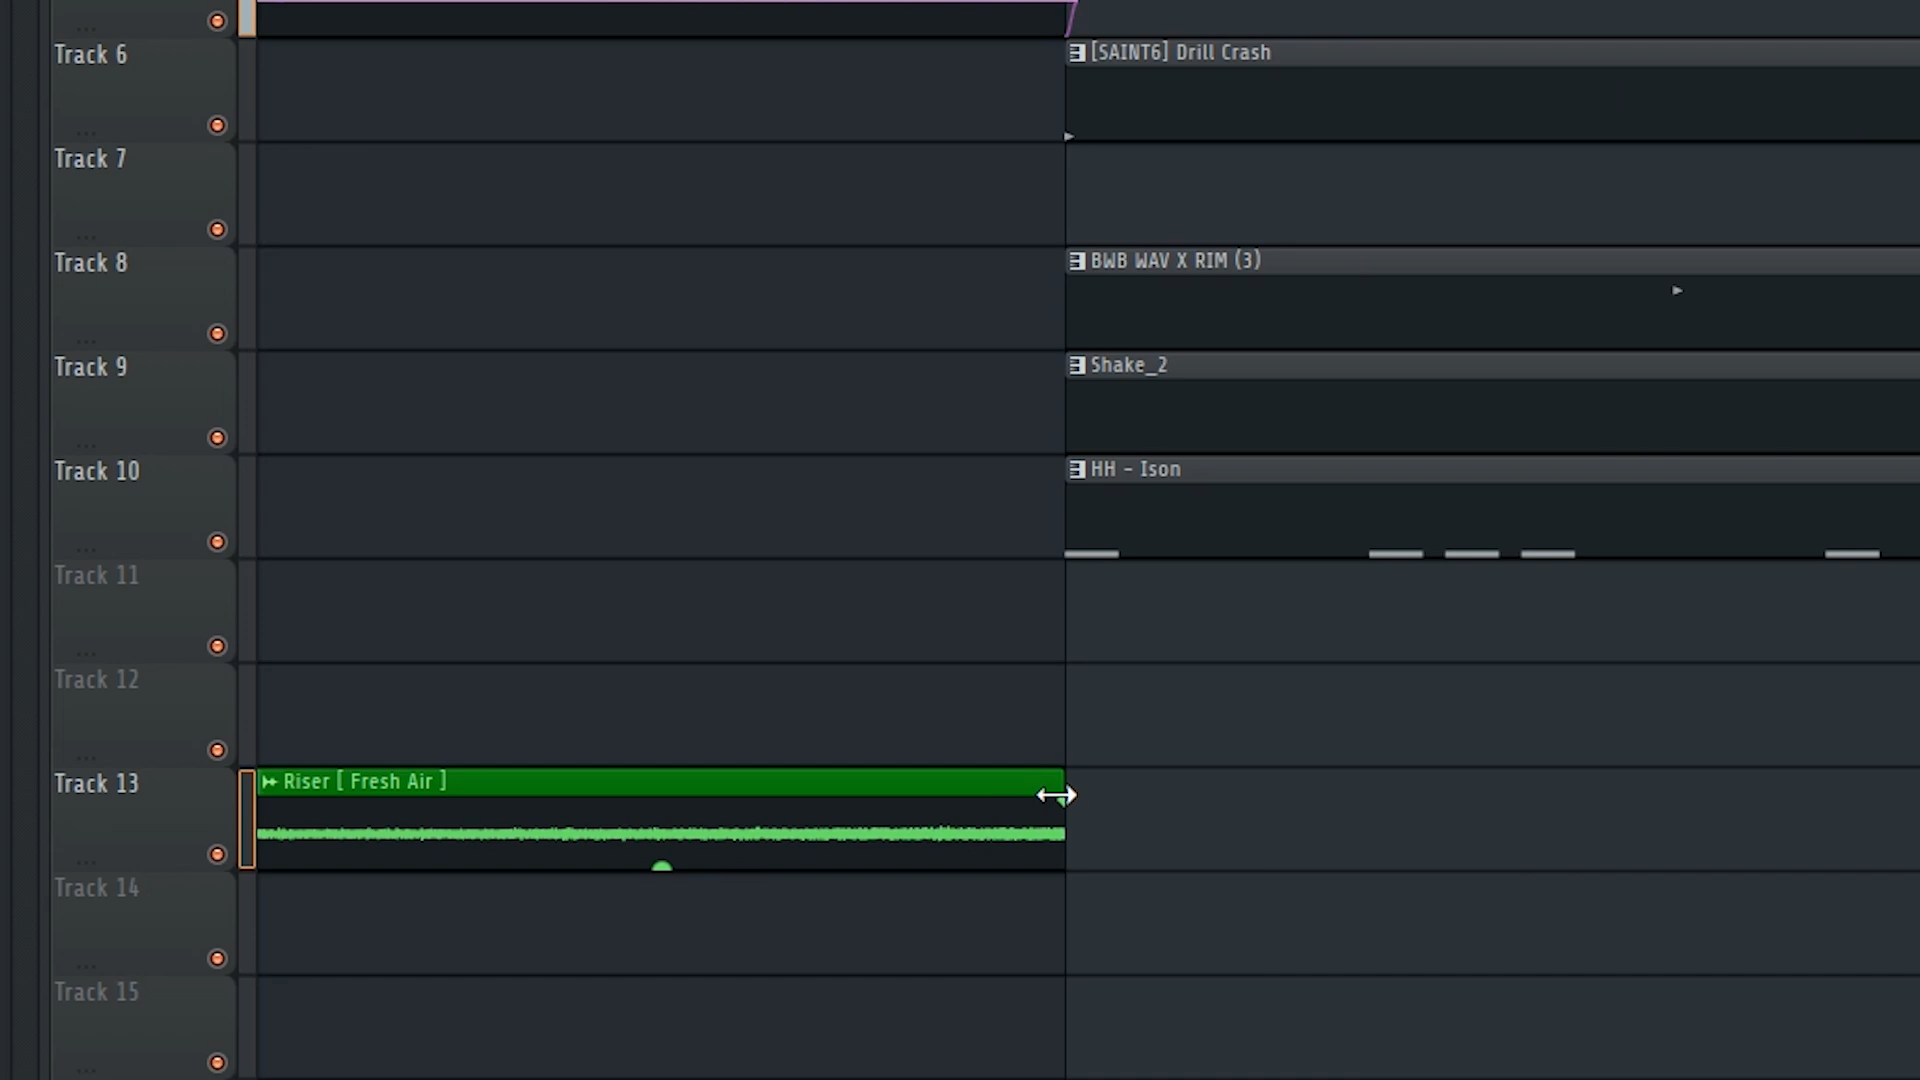 Track 6
[SAINT6] Drill Crash
Track 7
Track 8
BWB WAV X RIM (3)
Track 9
Shake_2
Track 10
HH - Ison
Track 11
Track 12
Track 13
Riser [ Fresh Air ]
Track 14
Track 15